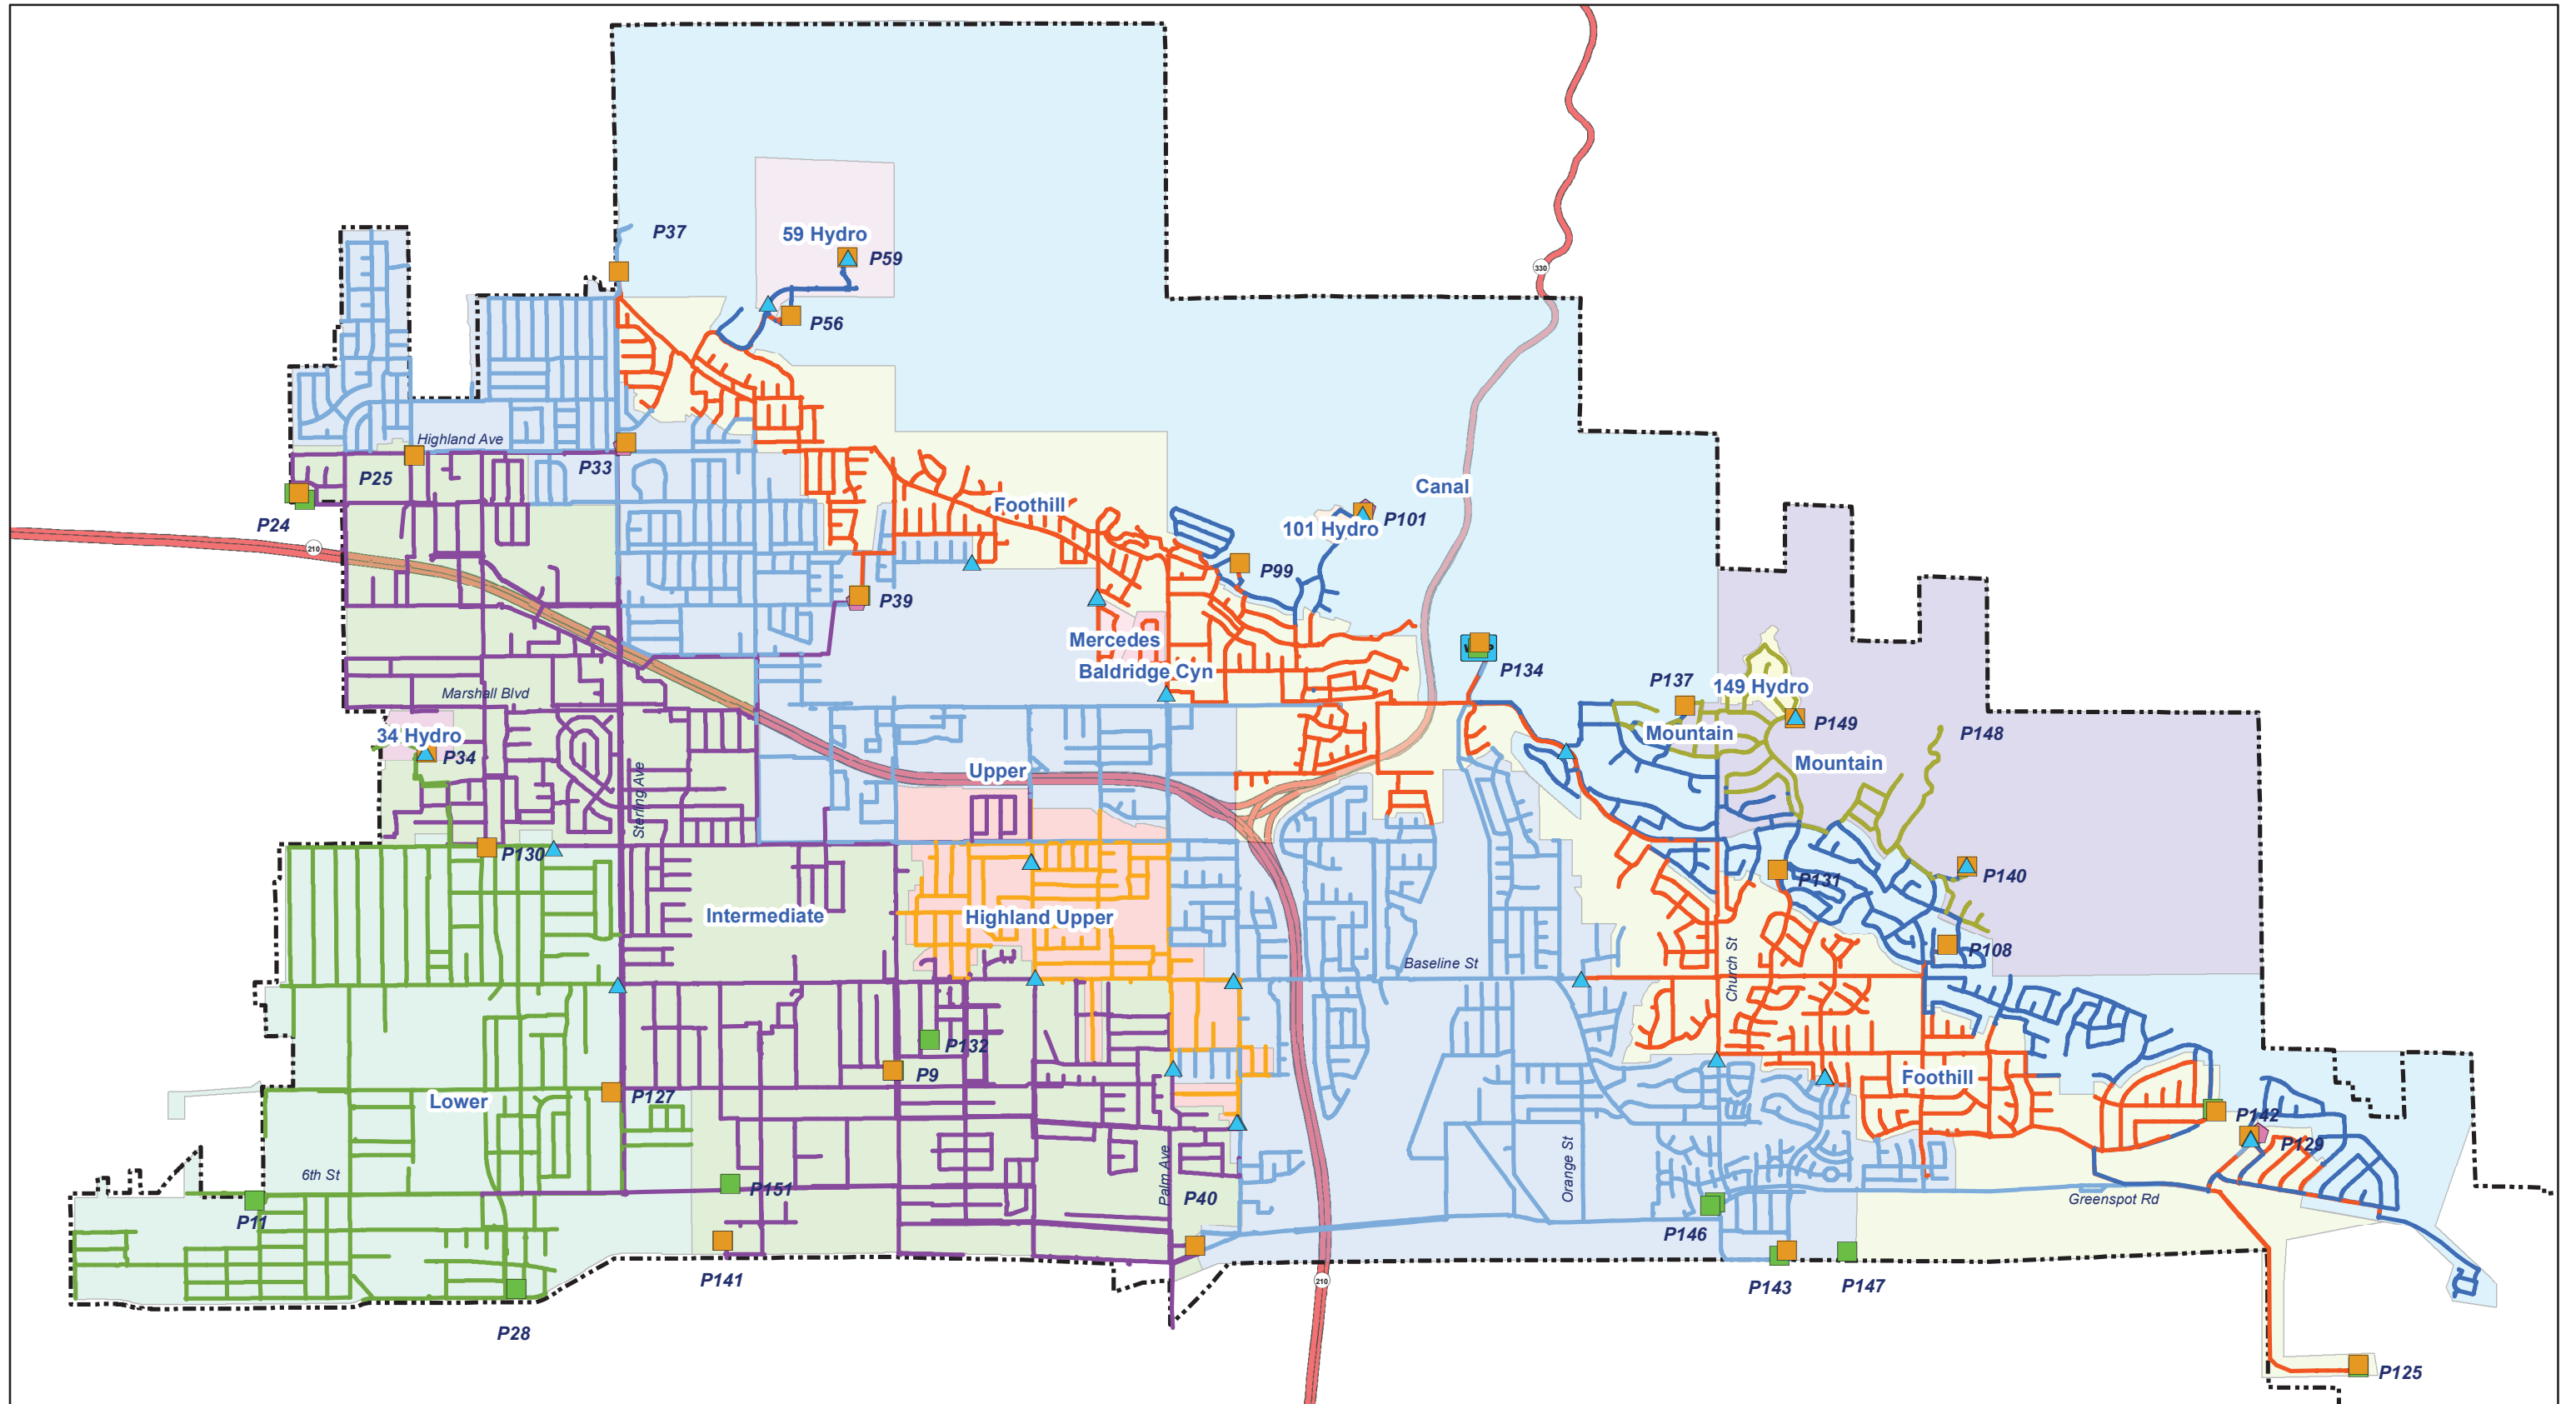 P37
59 Hydro
P59
330
P56
Highland Ave
P33
P25
Canal
Foothill
P101
101 Hydro
P24
210
P99
P39
Mercedes
Baldridge Cyn
P134
P137
149 Hydro
Marshall Blvd
P149
34 Hydro
Mountain
P148
P34
Upper
Mountain
Sterling Ave
P130
P131
P140
Intermediate
Highland Upper
P108
Baseline St
Church St
P132
P9
Foothill
P127
Lower
P142
P129
6th St
Palm Ave
Orange St
P151
P40
Greenspot Rd
P11
P146
P141
210
P143
P147
P28
P125